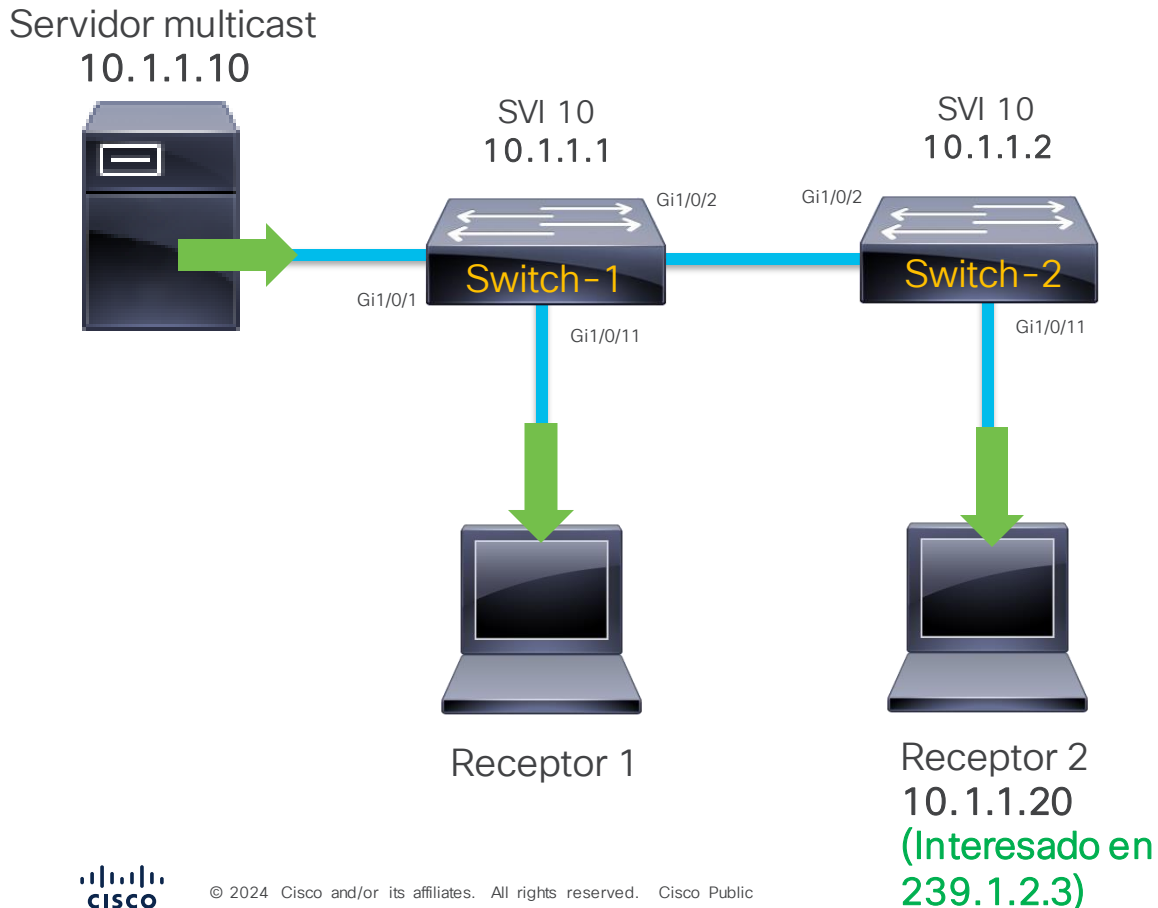 Servidor multicast
10.1.1.10
SVI 10
10.1.1.1
SVI 10
10.1.1.2
Gi1/0/2
Gi1/0/2
Switch-1
Switch-2
Gi1/0/1
Gi1/0/11
Gi1/0/11
Receptor 1
Receptor 2
10.1.1.20
(Interesado en
239.1.2.3)
CISCO
© 2024 Cisco and/or its affiliates. All rights reserved. Cisco Public